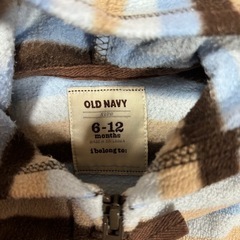 OLD NAVY
6-12
months
i belong to: